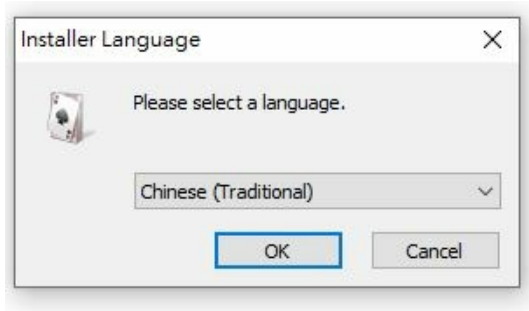 Installer Language
Please select a language.
Chinese (Traditional)
OK
Cancel